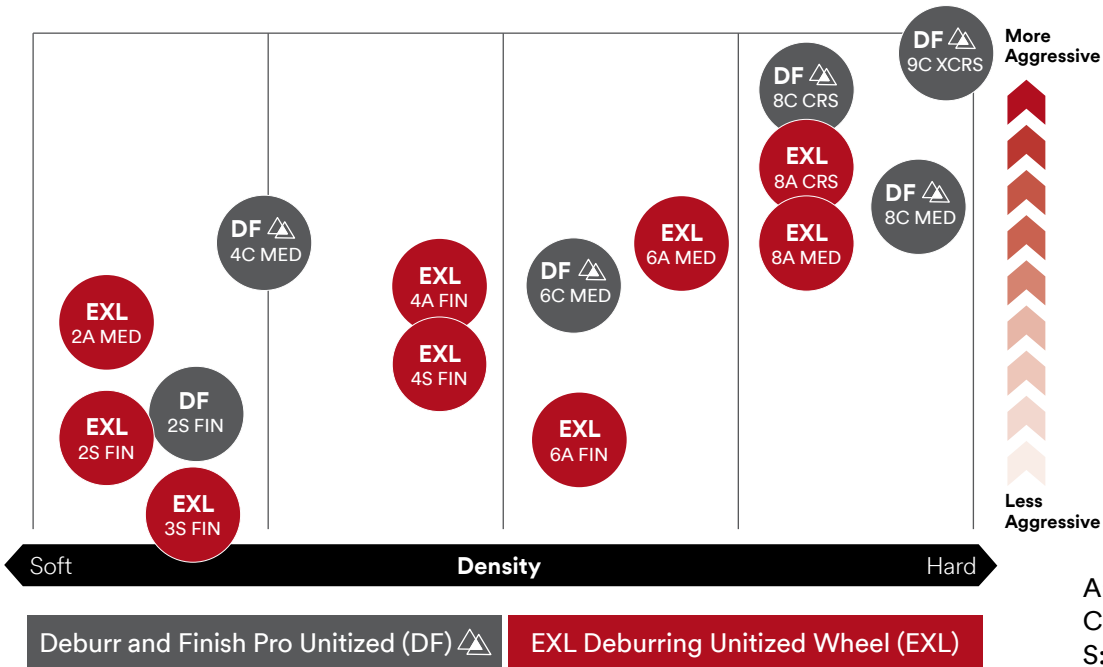 DF
9C XCRS
More
Aggressive
DF
8C CRS
EXL
8A CRS
DF
8C MED
DF
4C MED
EXL
6A MED
EXL
8A MED
EXL
4A FIN
DF
6C MED
EXL
2A MED
EXL
4S FIN
DF
2S FIN
EXL
2S FIN
EXL
6A FIN
EXL
3S FIN
Less
Aggressive
Soft
Density
Hard
A
C
S:
Deburr and Finish Pro Unitized (DF)
EXL Deburring Unitized Wheel (EXL)